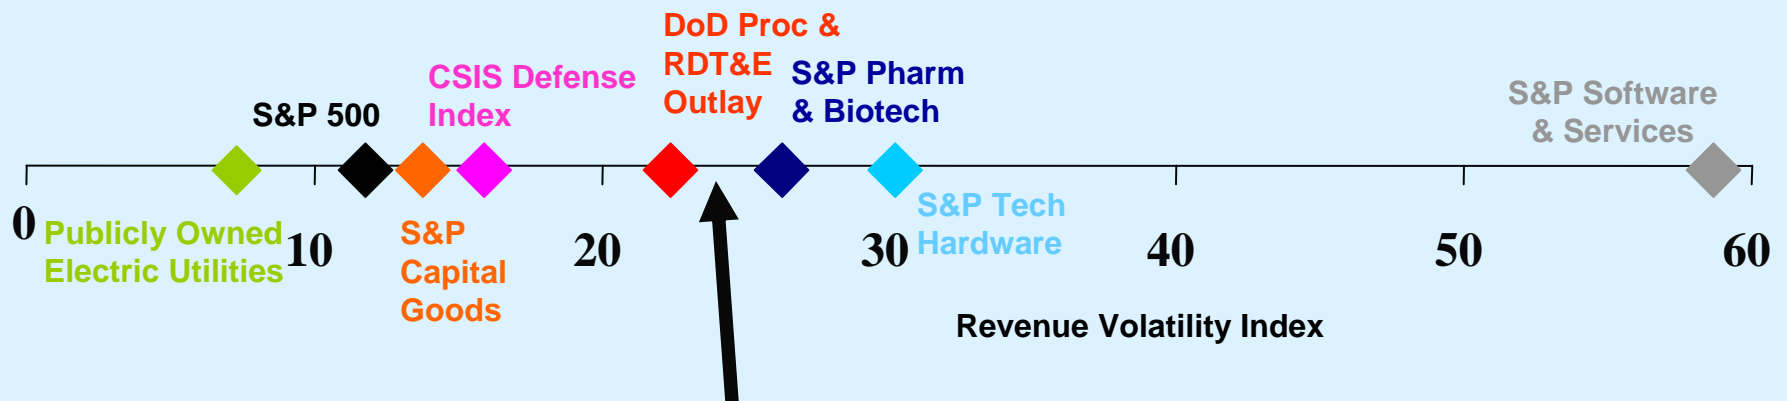 DoD Proc &
RDT&E
Outlay
CSIS Defense
Index
S&P Pharm
& Biotech
S&P 500
S&P Software
& Services
0
10
20
30
40
50
60
Publicly Owned
Electric Utilities
S&P
Capital
Goods
S&P Tech
Hardware
Revenue Volatility Index